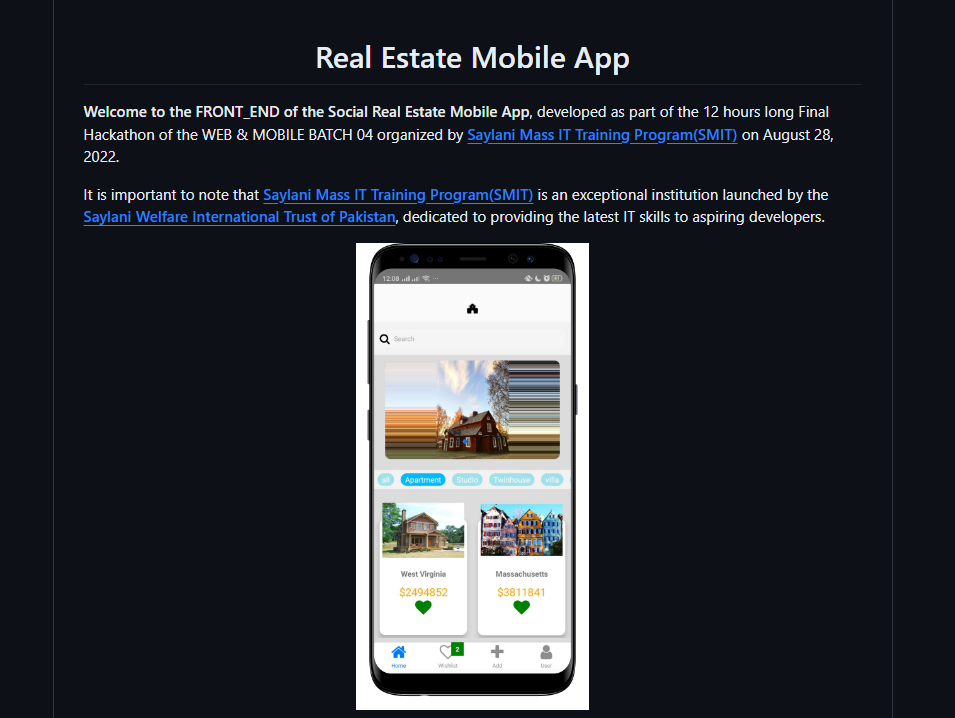 Real Estate Mobile App
Welcome to the FRONT_END of the Social Real Estate Mobile App, developed as part of the 12 hours long Final
Hackathon of the WEB & MOBILE BATCH 04 organized by Saylani Mass IT Training Program(SMIT) on August 28,
2022.
It is important to note that Saylani Mass IT Training Program(SMIT) is an exceptional institution launched by the
Saylani Welfare International Trust of Pakistan, dedicated to providing the latest IT skills to aspiring developers.
12:08
Search
all Apartment Studio Twinhouse villa
West Virginia Massachusetts
$2494852 $3811841
2
Home Wishlist Add User